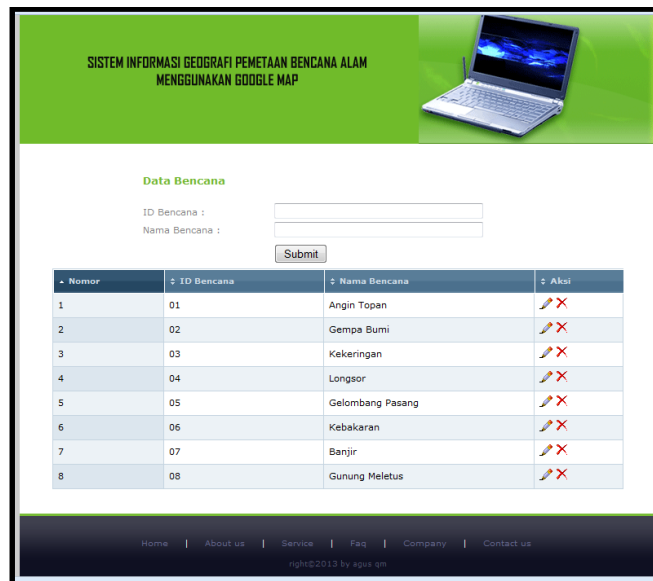 SISTEM INFORMASI GEOGRAFI PEMETAAN BENCANA ALAM
MENGGUNAKAN GOOGLE MAP
Data Bencana
ID Bencana :
Nama Bencana :
Submit
Nomor ID Bencana Nama Bencana Aksi
1 01 Angin Topan
2 02 Gempa Bumi
3 03 Kekeringan
4 04 Longsor
5 05 Gelombang Pasang
6 06 Kebakaran
7 07 Banjir
8 08 Gunung Meletus
Home | About us | Service | Faq | Company | Contact us
right©2013 by agus qm